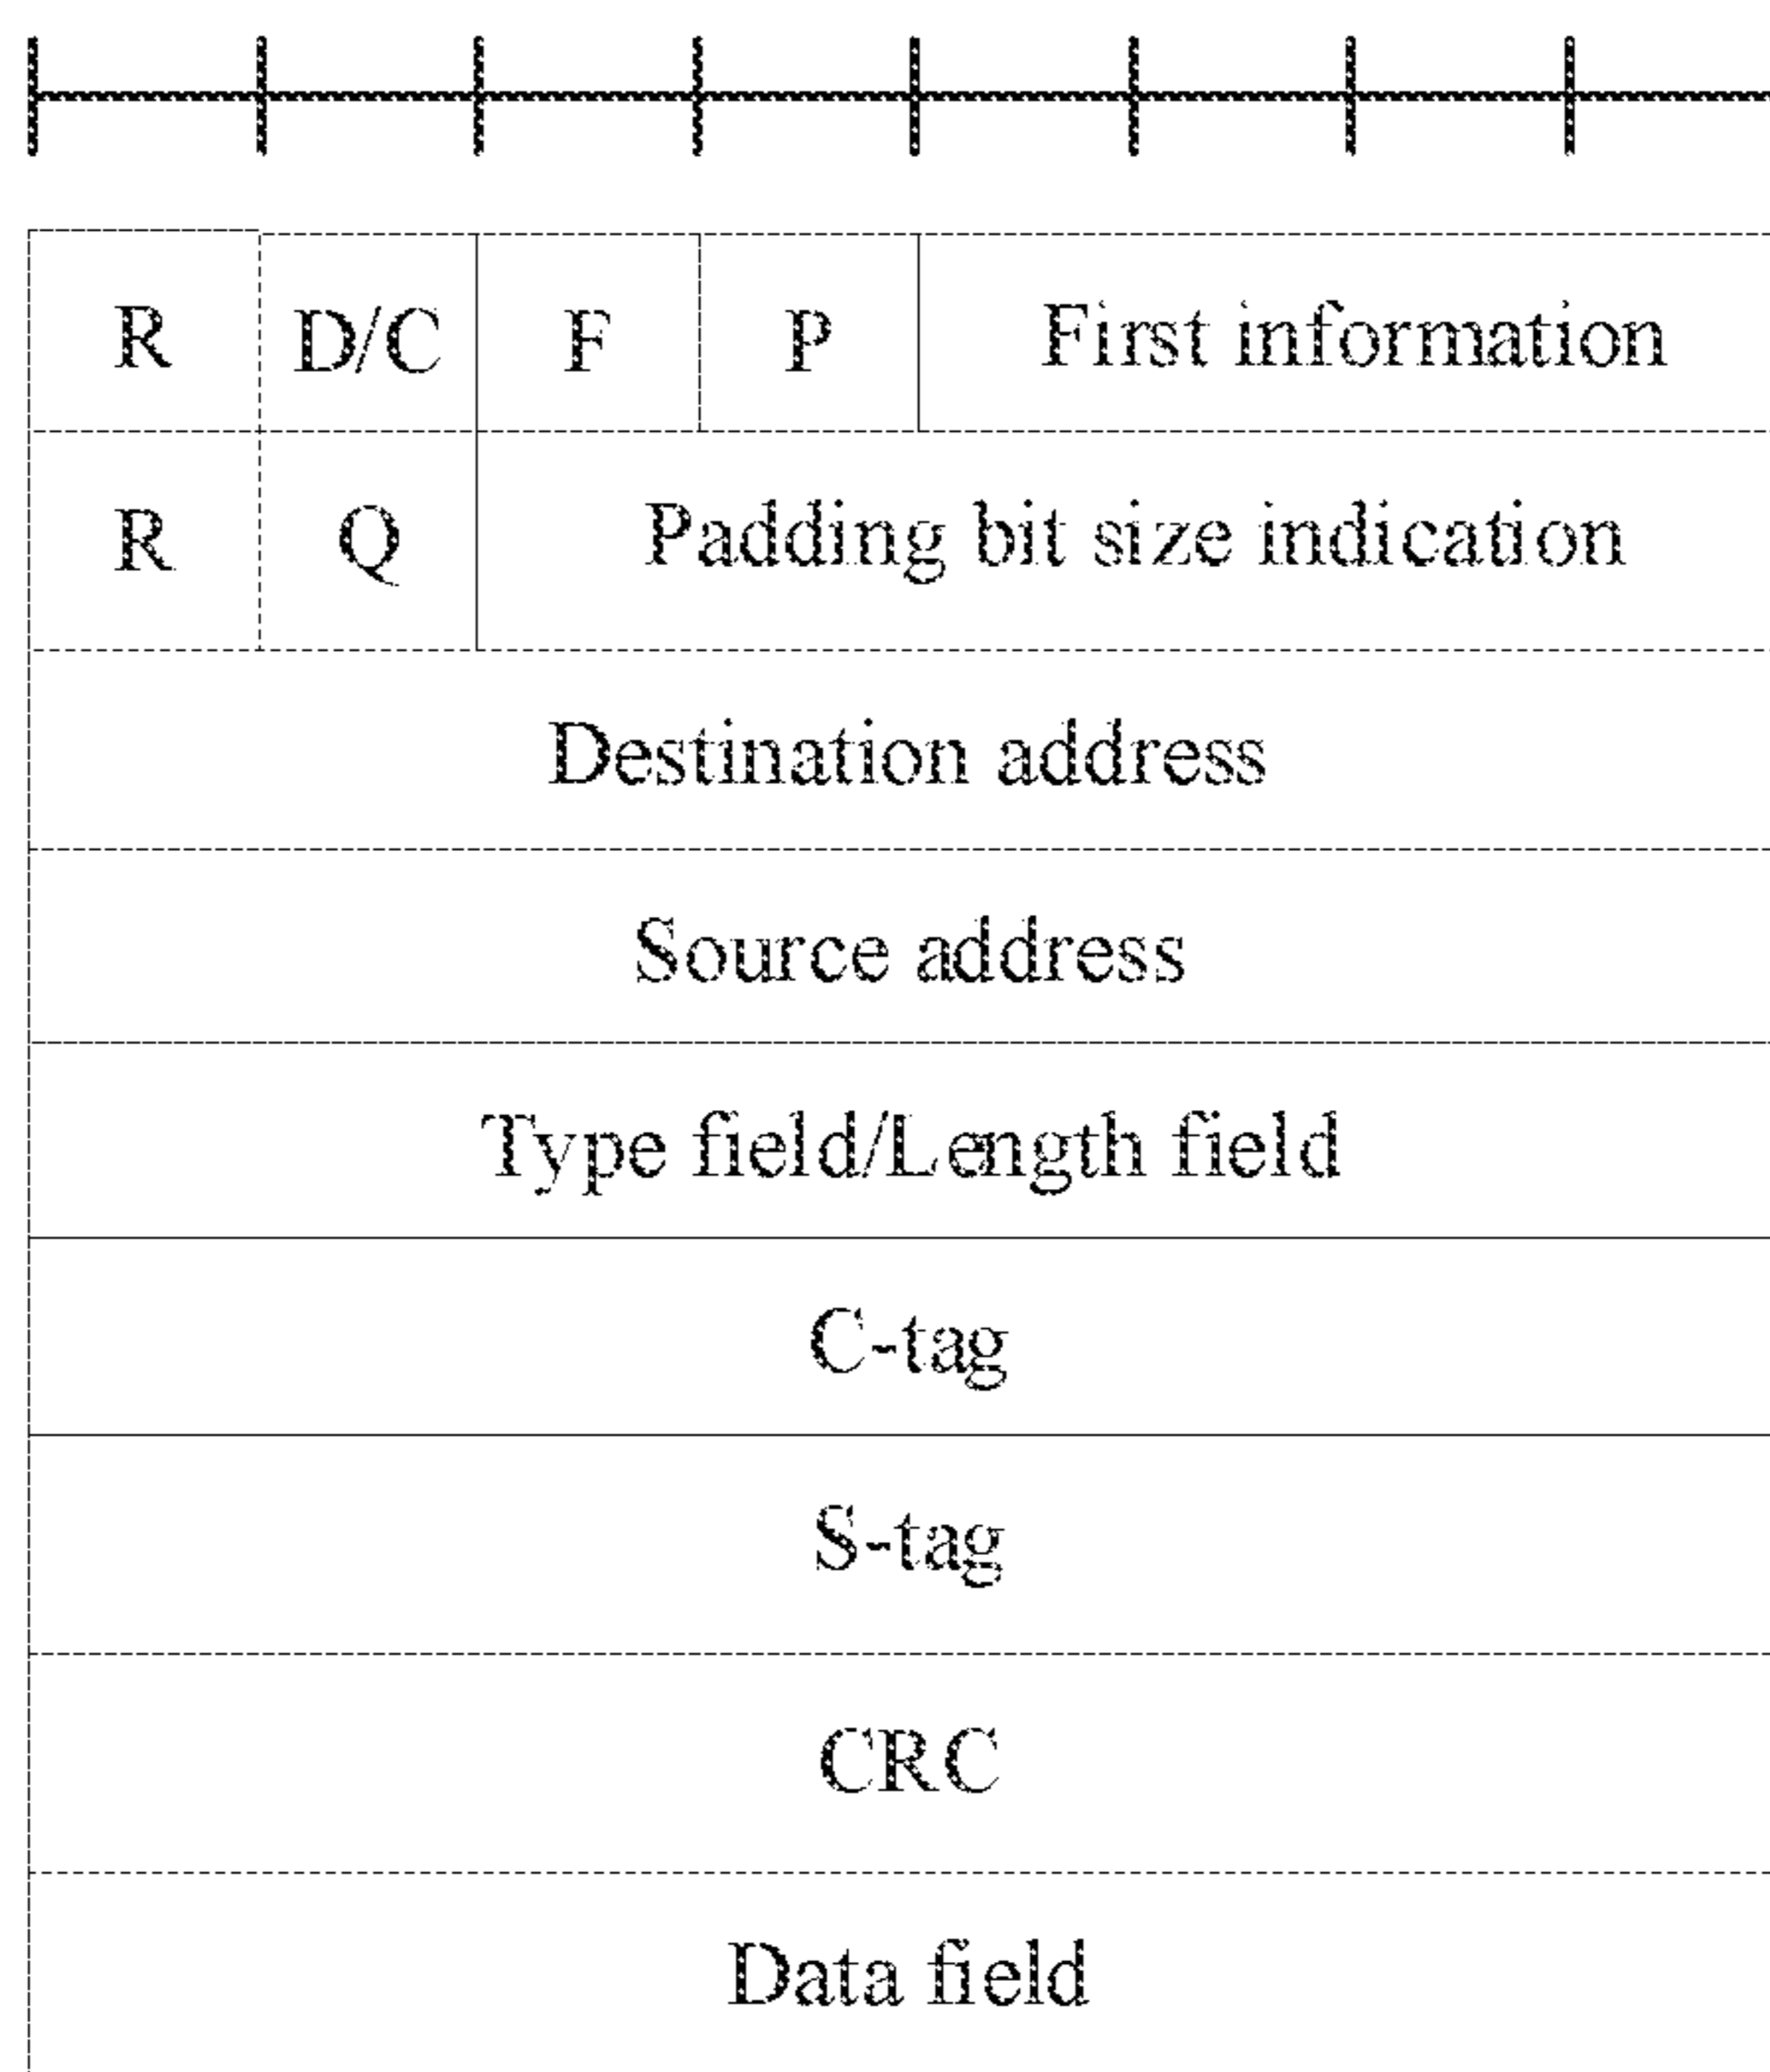 R D/C F P First information
R Q Padding bit size indication
Destination address
Source address
Type field/Length field
C-tag
S-tag
CRC
Data field